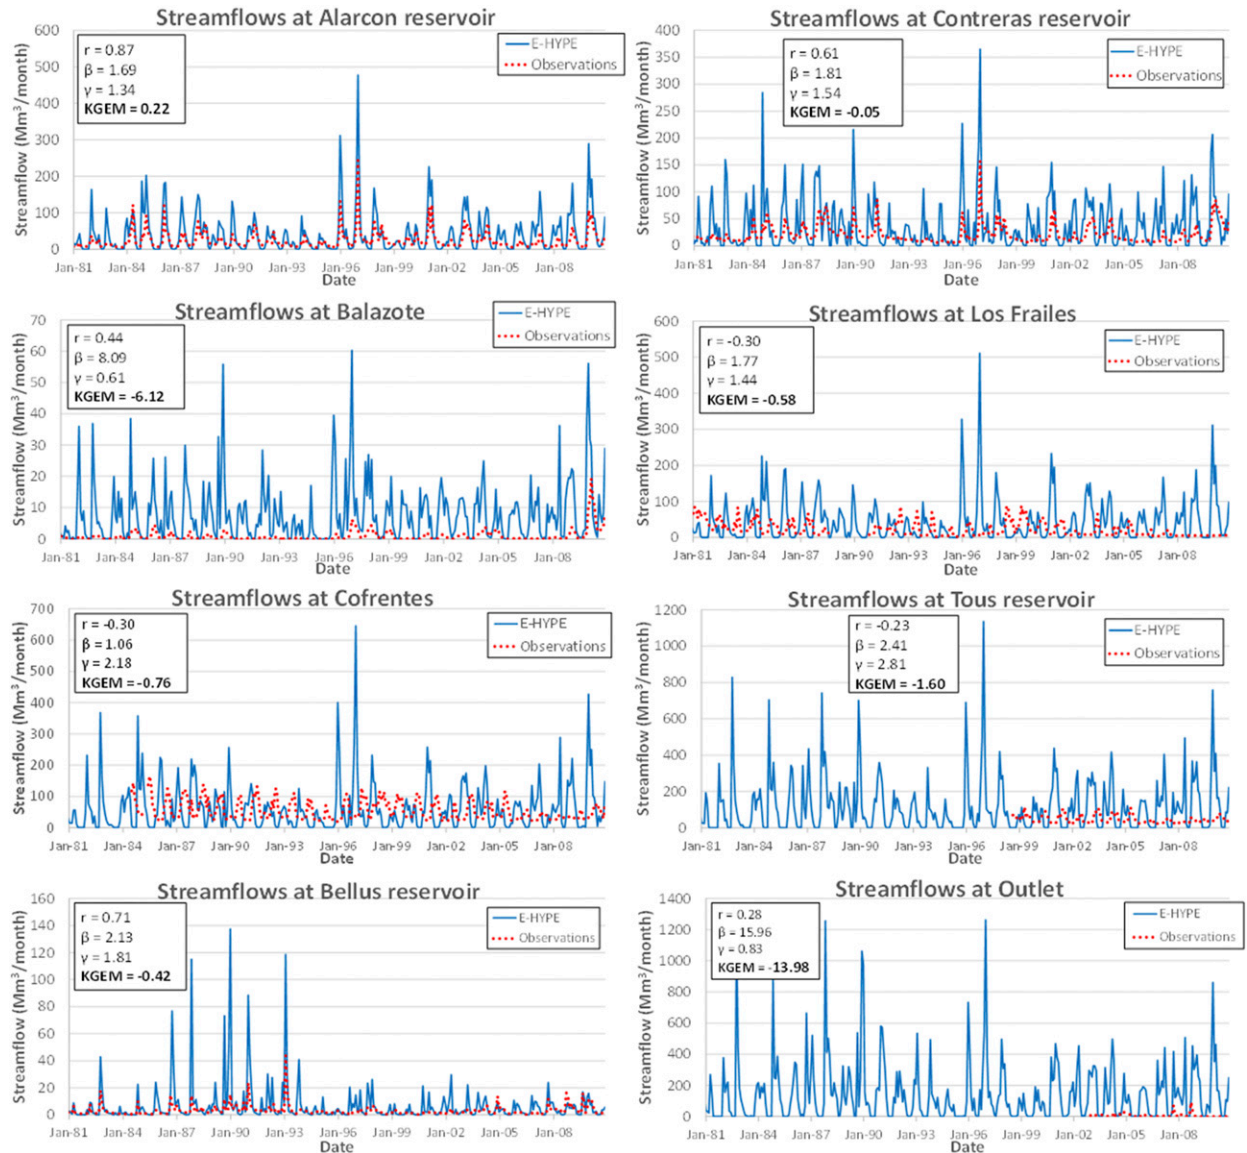 Streamflows at Alarcon reservoir
Streamflow (Mm³/month)
600
500
400
300
200
100
0
r = 0.87
β = 1.69
γ = 1.34
KGEM = 0.22
E-HYPE
Observations
Jan-81 Jan-84 Jan-87 Jan-90 Jan-93 Jan-96 Jan-99 Jan-02 Jan-05 Jan-08
Date
Streamflows at Contreras reservoir
Streamflow (Mm³/month)
400
350
300
250
200
150
100
50
0
r = 0.61
β = 1.81
γ = 1.54
KGEM = -0.05
E-HYPE
Observations
Jan-81 Jan-84 Jan-87 Jan-90 Jan-93 Jan-96 Jan-99 Jan-02 Jan-05 Jan-08
Date
Streamflows at Balazote
Streamflow (Mm³/month)
70
60
50
40
30
20
10
0
r = 0.44
β = 8.09
γ = 0.61
KGEM = -6.12
E-HYPE
Observations
Jan-81 Jan-84 Jan-87 Jan-90 Jan-93 Jan-96 Jan-99 Jan-02 Jan-05 Jan-08
Date
Streamflows at Los Frailes
Streamflow (Mm³/month)
600
500
400
300
200
100
0
r = -0.30
β = 1.77
γ = 1.44
KGEM = -0.58
E-HYPE
Observations
Jan-81 Jan-84 Jan-87 Jan-90 Jan-93 Jan-96 Jan-99 Jan-02 Jan-05 Jan-08
Date
Streamflows at Cofrentes
Streamflow (Mm³/month)
700
600
500
400
300
200
100
0
r = -0.30
β = 1.06
γ = 2.18
KGEM = -0.76
E-HYPE
Observations
Jan-81 Jan-84 Jan-87 Jan-90 Jan-93 Jan-96 Jan-99 Jan-02 Jan-05 Jan-08
Date
Streamflows at Tous reservoir
Streamflow (Mm³/month)
1200
1000
800
600
400
200
0
r = -0.23
β = 2.41
γ = 2.81
KGEM = -1.60
E-HYPE
Observations
Jan-81 Jan-84 Jan-87 Jan-90 Jan-93 Jan-96 Jan-99 Jan-02 Jan-05 Jan-08
Date
Streamflows at Bellus reservoir
Streamflow (Mm³/month)
160
140
120
100
80
60
40
20
0
r = 0.71
β = 2.13
γ = 1.81
KGEM = -0.42
E-HYPE
Observations
Jan-81 Jan-84 Jan-87 Jan-90 Jan-93 Jan-96 Jan-99 Jan-02 Jan-05 Jan-08
Date
Streamflows at Outlet
Streamflow (Mm³/month)
1400
1200
1000
800
600
400
200
0
r = 0.28
β = 15.96
γ = 0.83
KGEM = -13.98
E-HYPE
Observations
Jan-81 Jan-84 Jan-87 Jan-90 Jan-93 Jan-96 Jan-99 Jan-02 Jan-05 Jan-08
Date